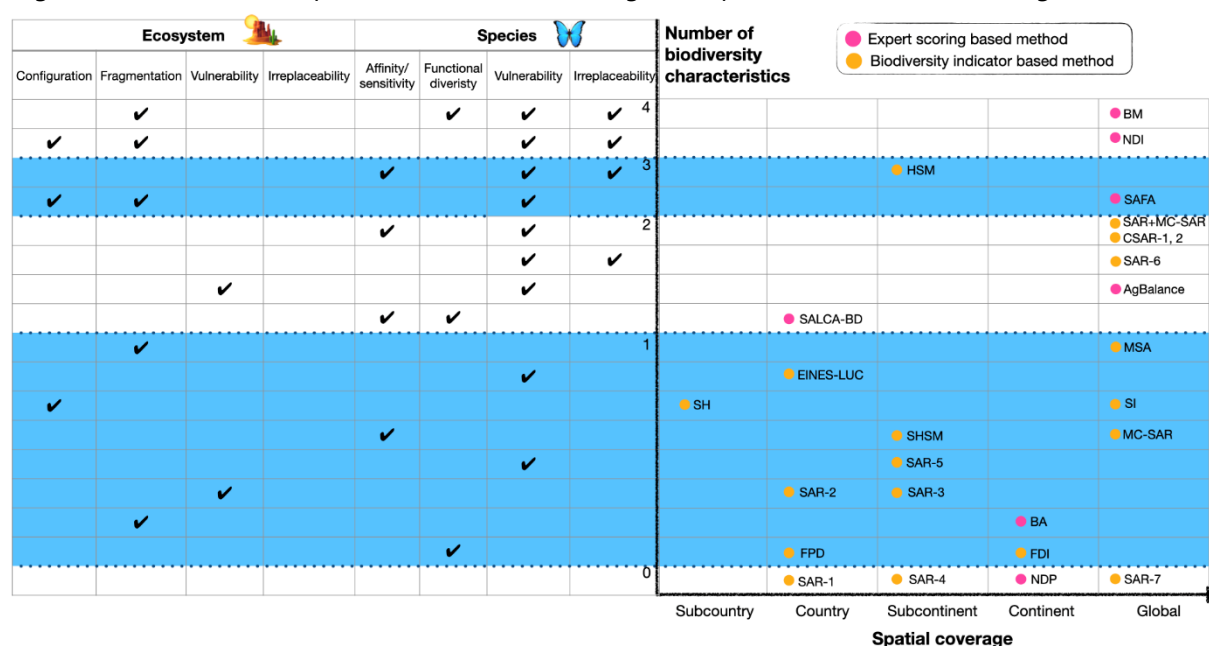 Ecosystem
Species
Number of
biodiversity
characteristics
Expert scoring based method
Biodiversity indicator based method
Configuration Fragmentation Vulnerability Irreplaceability Affinity/
sensitivity Functional
diveristy Vulnerability Irreplaceability
4
BM
NDI
3
HSM
SAFA
2
SAR+MC-SAR
CSAR-1, 2
SAR-6
AgBalance
SALCA-BD
1
MSA
EINES-LUC
SH
SI
SHSM
MC-SAR
SAR-5
SAR-2
SAR-3
BA
FPD
FDI
0
SAR-1
SAR-4
NDP
SAR-7
Subcountry Country Subcontinent Continent Global
Spatial coverage